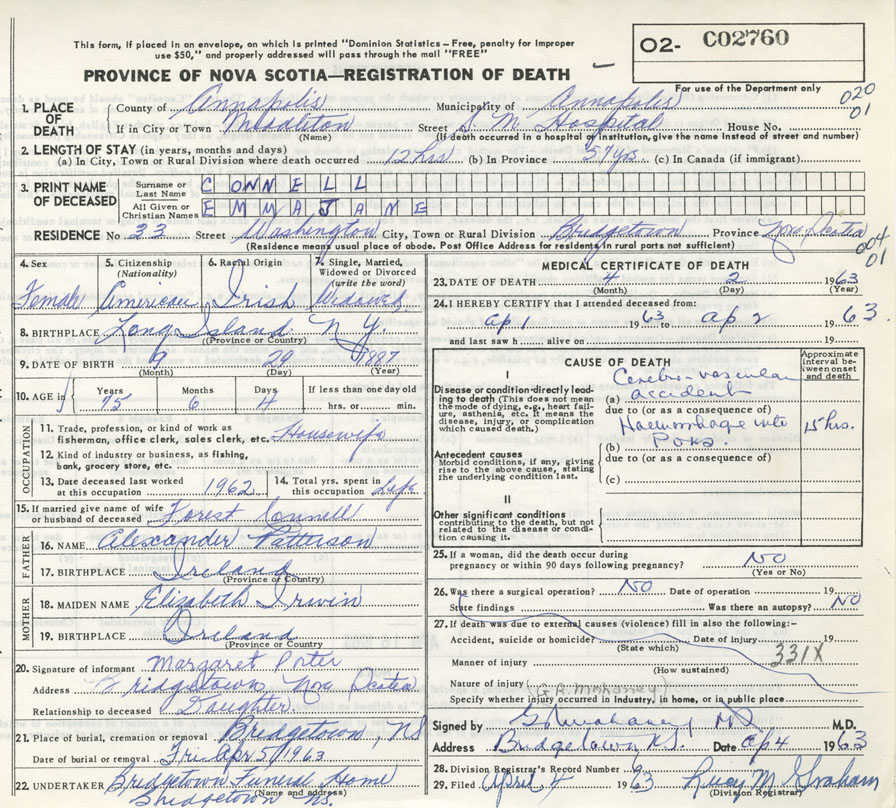 This form, if placed in an envelope, on which is printed "Dominion Statistics - Free, penalty for improper
use $50," and properly addressed will pass through the mail "FREE"
O2- C02760
PROVINCE OF NOVA SCOTIA—REGISTRATION OF DEATH
For use of the Department only
020
01
1. PLACE OF DEATH County of Annapolis Municipality of Annapolis
If in City or Town Middleton Street S. M. Hospital House No.
(Name) (If death occurred in hospital or institution, give the name instead of street and number)
2. LENGTH OF STAY (in years, months and days)
(a) In City, Town or Rural Division where death occurred 12 hrs (b) In Province 57 yrs. (c) In Canada (if immigrant)
3. PRINT NAME OF DECEASED Surname or Last Name CONNELL
All Given or Christian Names EMMA JANE
RESIDENCE No. 33 Street Washington City, Town or Rural Division Bridgetown Province Nova Scotia
(Residence means usual place of abode. Post Office Address for residents in rural parts not sufficient)
004
01
4. Sex 5. Citizenship (Nationality) 6. Racial Origin 7. Single, Married, Widowed or Divorced (write the word)
Female American Irish Widowed
8. BIRTHPLACE Long Island N.Y.
(Province or Country)
9. DATE OF BIRTH 9 29 1887
(Month) (Day) (Year)
10. AGE in Years Months Days If less than one day old
75 6 4 hrs. or min.
OCCUPATION
11. Trade, profession, or kind of work as
fisherman, office clerk, sales clerk, etc. Housewife
12. Kind of industry or business, as fishing,
bank, grocery store, etc.
13. Date deceased last worked at this occupation 1962 14. Total yrs. spent in this occupation Life
15. If married give name of wife
or husband of deceased Forest Connell
FATHER
16. NAME Alexander Patterson
17. BIRTHPLACE Ireland
(Province or Country)
MOTHER
18. MAIDEN NAME Elizabeth Irwin
19. BIRTHPLACE Ireland
(Province or Country
20. Signature of informant Margaret Porter
Address Bridgetown, Nova Scotia
Relationship to deceased Daughter
21. Place of burial, cremation or removal Bridgetown, NS
Date of burial or removal Fri. Apr 5/1963
22. UNDERTAKER Bridgetown Funeral Home
(Name and address)
Bridgetown NS.
MEDICAL CERTIFICATE OF DEATH
23. DATE OF DEATH 4 2 1963
(Month) (Day) (Year)
24. I HEREBY CERTIFY that I attended deceased from:
Ap 1 1963 to Ap 2 1963.
and last saw h alive on 19
CAUSE OF DEATH
Approximate interval between onset and death
I
Disease or condition directly leading to death (This does not mean the mode of dying, e.g., heart failure, asthenia, etc. It means the disease, injury, or complication which caused death.)
(a) Cerebro vascular accident
due to (or as a consequence of)
Antecedent causes
Morbid conditions, if any, giving rise to the above cause, stating the underlying condition last.
(b) Haemorrhage into Pons. 15 hrs.
due to (or as a consequence of)
(c)
II
Other significant conditions
contributing to the death, but not related to the disease or condition causing it.
25. If a woman, did the death occur during
pregnancy or within 90 days following pregnancy? NO
(Yes or No)
26. Was there a surgical operation? NO Date of operation 19
State findings Was there an autopsy? NO
27. If death was due to external causes (violence) fill in also the following:-
Accident, suicide or homicide? Date of injury 19
(State which)
Manner of injury 331X
(How sustained)
Nature of injury (G.R. Mahaney)
Specify whether injury occurred in industry, in home, or in public place
Signed by G R Mahaney MD M.D.
Address Bridgetown NS. Date Ap 4 1963
28. Division Registrar's Record Number 9
29. Filed April 4 1963 Lucy M Graham
(Division Registrar)